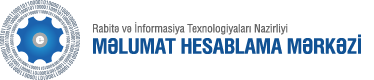 Rabitə və İnformasiya Texnologiyaları Nazirliyi
MƏLUMAT HESABLAMA MƏRKƏZİ